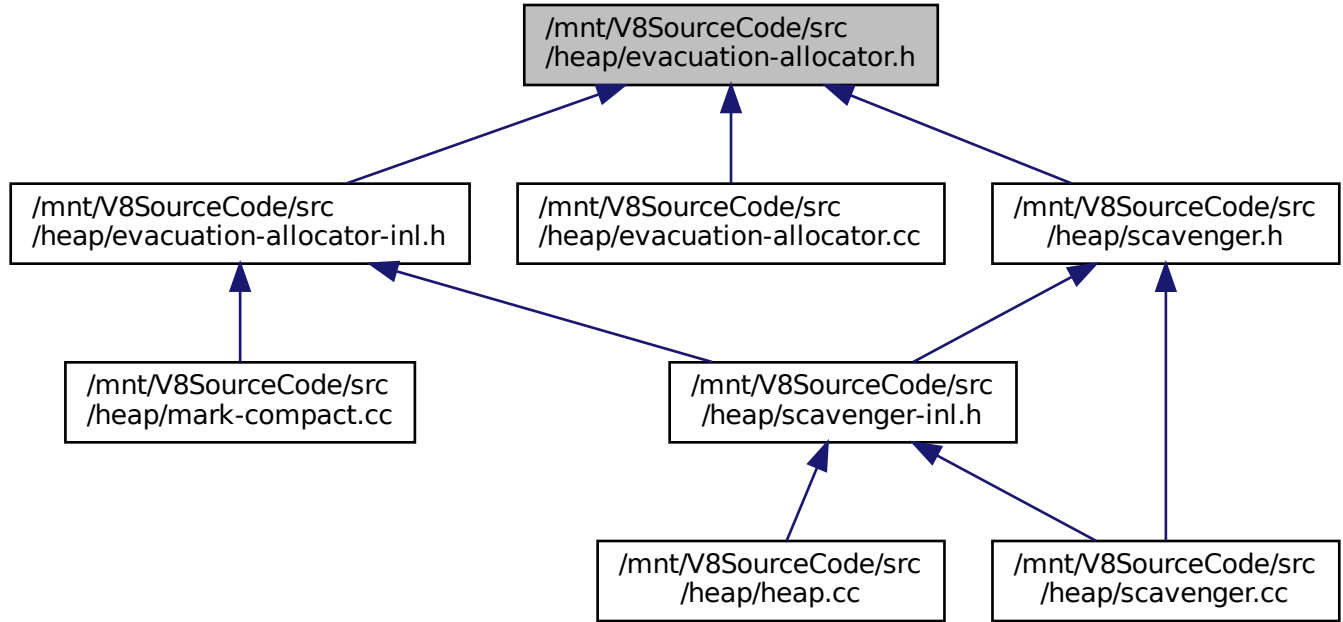 /mnt/V8SourceCode/src
/heap/evacuation-allocator.h
/mnt/V8SourceCode/src
/heap/evacuation-allocator-inl.h
/mnt/V8SourceCode/src
/heap/evacuation-allocator.cc
/mnt/V8SourceCode/src
/heap/scavenger.h
/mnt/V8SourceCode/src
/heap/mark-compact.cc
/mnt/V8SourceCode/src
/heap/scavenger-inl.h
/mnt/V8SourceCode/src
/heap/heap.cc
/mnt/V8SourceCode/src
/heap/scavenger.cc